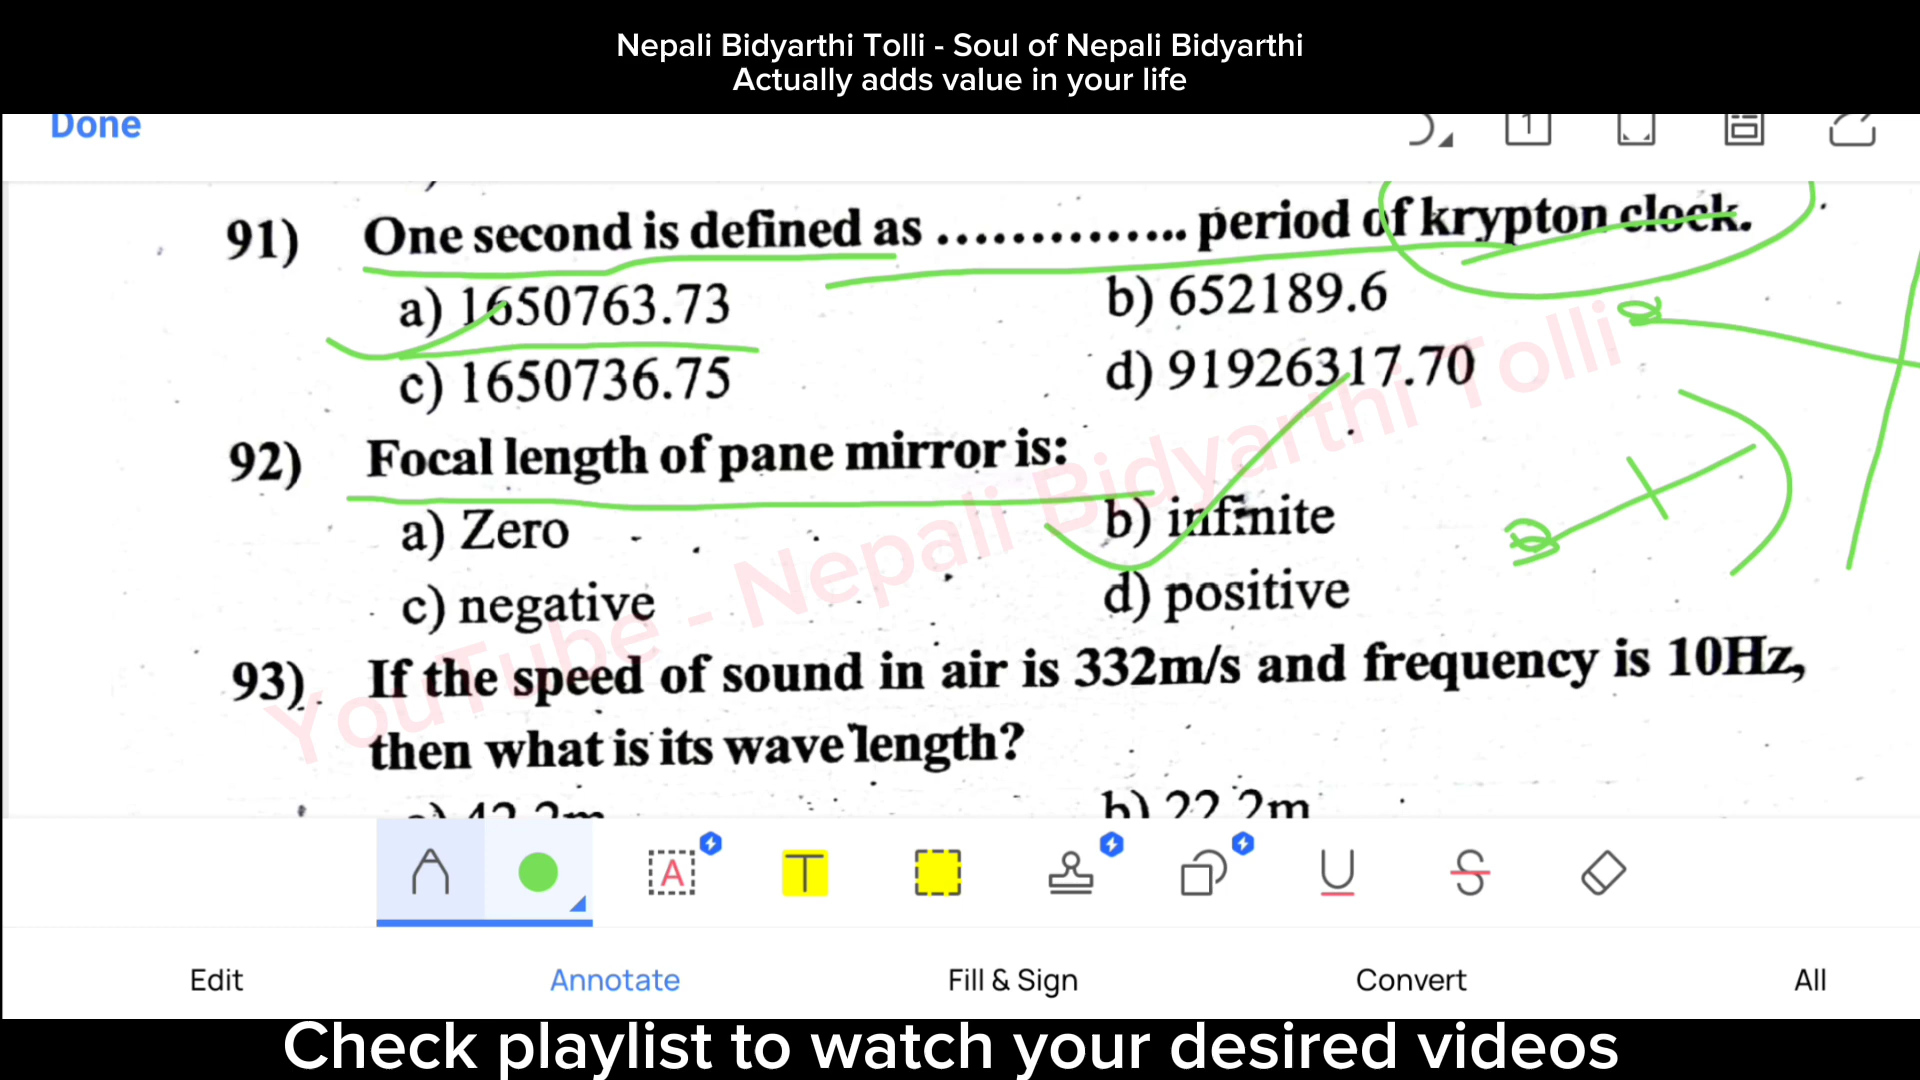 Nepali Bidyarthi Tolli - Soul of Nepali Bidyarthi
Actually adds value in your life
Done
91) One second is defined as .............. period of krypton clock.
a) 1650763.73 b) 652189.6
c) 1650736.75 d) 91926317.70
92) Focal length of pane mirror is:
a) Zero b) infinite
c) negative d) positive
YouTube - Nepali Bidyarthi Tolli
93) If the speed of sound in air is 332m/s and frequency is 10Hz,
then what is its wave length?
b) 22.2m
Edit Annotate Fill & Sign Convert All
Check playlist to watch your desired videos